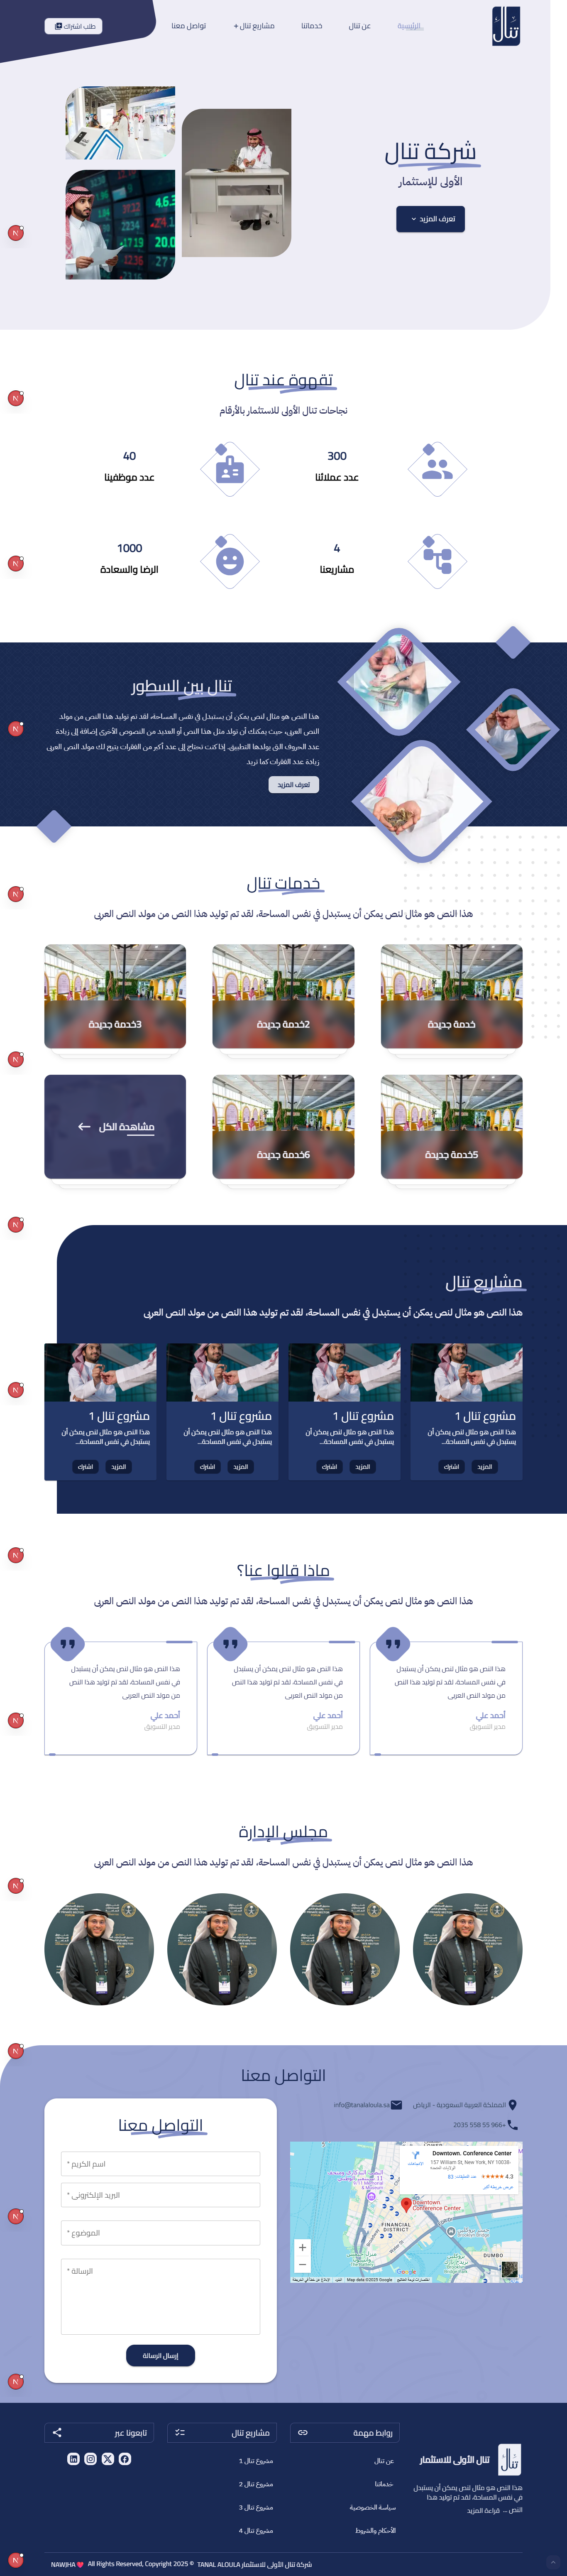 تنال
الرئيسية
عن تنال
خدماتنا
مشاريع تنال +
تواصل معنا
طلب اشتراك
شركة تنال
الأولى للإستثمار
تعرف المزيد
تقهوة عند تنال
نجاحات تنال الأولى للاستثمار بالأرقام
300
عدد عملائنا
40
عدد موظفينا
4
مشاريعنا
1000
الرضا والسعادة
تنال بين السطور
هذا النص هو مثال لنص يمكن أن يستبدل في نفس المساحة، لقد تم توليد هذا النص من مولد
النص العربى، حيث يمكنك أن تولد مثل هذا النص أو العديد من النصوص الأخرى إضافة إلى زيادة
عدد الحروف التى يولدها التطبيق. إذا كنت تحتاج إلى عدد أكبر من الفقرات يتيح لك مولد النص العربى
زيادة عدد الفقرات كما تريد
تعرف المزيد
خدمات تنال
هذا النص هو مثال لنص يمكن أن يستبدل في نفس المساحة، لقد تم توليد هذا النص من مولد النص العربى
خدمة جديدة
2خدمة جديدة
3خدمة جديدة
5خدمة جديدة
6خدمة جديدة
مشاهدة الكل
مشاريع تنال
هذا النص هو مثال لنص يمكن أن يستبدل في نفس المساحة، لقد تم توليد هذا النص من مولد النص العربى
مشروع تنال 1
هذا النص هو مثال لنص يمكن أن
يستبدل في نفس المساحة...
المزيد
اشترك
مشروع تنال 1
هذا النص هو مثال لنص يمكن أن
يستبدل في نفس المساحة...
المزيد
اشترك
مشروع تنال 1
هذا النص هو مثال لنص يمكن أن
يستبدل في نفس المساحة...
المزيد
اشترك
مشروع تنال 1
هذا النص هو مثال لنص يمكن أن
يستبدل في نفس المساحة...
المزيد
اشترك
ماذا قالوا عنا؟
هذا النص هو مثال لنص يمكن أن يستبدل في نفس المساحة، لقد تم توليد هذا النص من مولد النص العربى
هذا النص هو مثال لنص يمكن أن يستبدل
في نفس المساحة، لقد تم توليد هذا النص
من مولد النص العربى
أحمد علي
مدير التسويق
هذا النص هو مثال لنص يمكن أن يستبدل
في نفس المساحة، لقد تم توليد هذا النص
من مولد النص العربى
أحمد علي
مدير التسويق
هذا النص هو مثال لنص يمكن أن يستبدل
في نفس المساحة، لقد تم توليد هذا النص
من مولد النص العربى
أحمد علي
مدير التسويق
مجلس الإدارة
هذا النص هو مثال لنص يمكن أن يستبدل في نفس المساحة، لقد تم توليد هذا النص من مولد النص العربى
التواصل معنا
المملكة العربية السعودية - الرياض
info@tanalaloula.sa
+966 55 558 2035
Downtown. Conference Center
157 William St, New York, NY 10038
4.3
Downtown.
Conference Center
FINANCIAL
DISTRICT
DUMBO
Google
Map data ©2025 Google
التواصل معنا
اسم الكريم *
البريد الإلكترونى *
الموضوع *
الرسالة *
إرسال الرسالة
تنال
تنال الأولى للاستثمار
هذا النص هو مثال لنص يمكن أن يستبدل
في نفس المساحة، لقد تم توليد هذا
النص ... قراءة المزيد
روابط مهمة
عن تنال
خدماتنا
سياسة الخصوصية
الأحكام والشروط
مشاريع تنال
مشروع تنال 1
مشروع تنال 2
مشروع تنال 3
مشروع تنال 4
تابعونا عبر
شركة تنال الأولى للاستثمار TANAL ALOULA © All Rights Reserved, Copyright 2025 NAWJHA